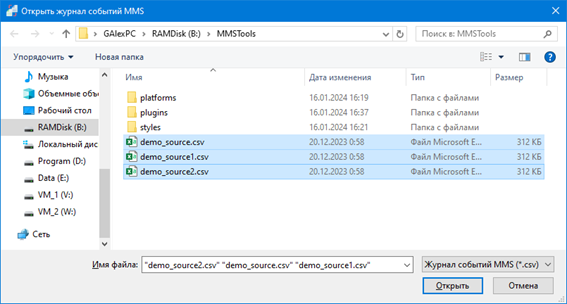 Открыть журнал событий MMS
GAlexPC > RAMDisk (B:) > MMSTools
Поиск в: MMSTools
Упорядочить
Новая папка
Имя
Дата изменения
Тип
Размер
Музыка
Объемные объе
Рабочий стол
RAMDisk (B:)
Локальный дис
Program (D:)
Data (E:)
VM_1 (V:)
VM_2 (W:)
Сеть
platforms 16.01.2024 16:19 Папка с файлами
plugins 16.01.2024 16:37 Папка с файлами
styles 16.01.2024 16:21 Папка с файлами
demo_source.csv 20.12.2023 0:58 Файл Microsoft E... 312 КБ
demo_source1.csv 20.12.2023 0:58 Файл Microsoft E... 312 КБ
demo_source2.csv 20.12.2023 0:58 Файл Microsoft E... 312 КБ
Имя файла: "demo_source2.csv" "demo_source.csv" "demo_source1.csv"
Журнал событий MMS (*.csv)
Открыть
Отмена